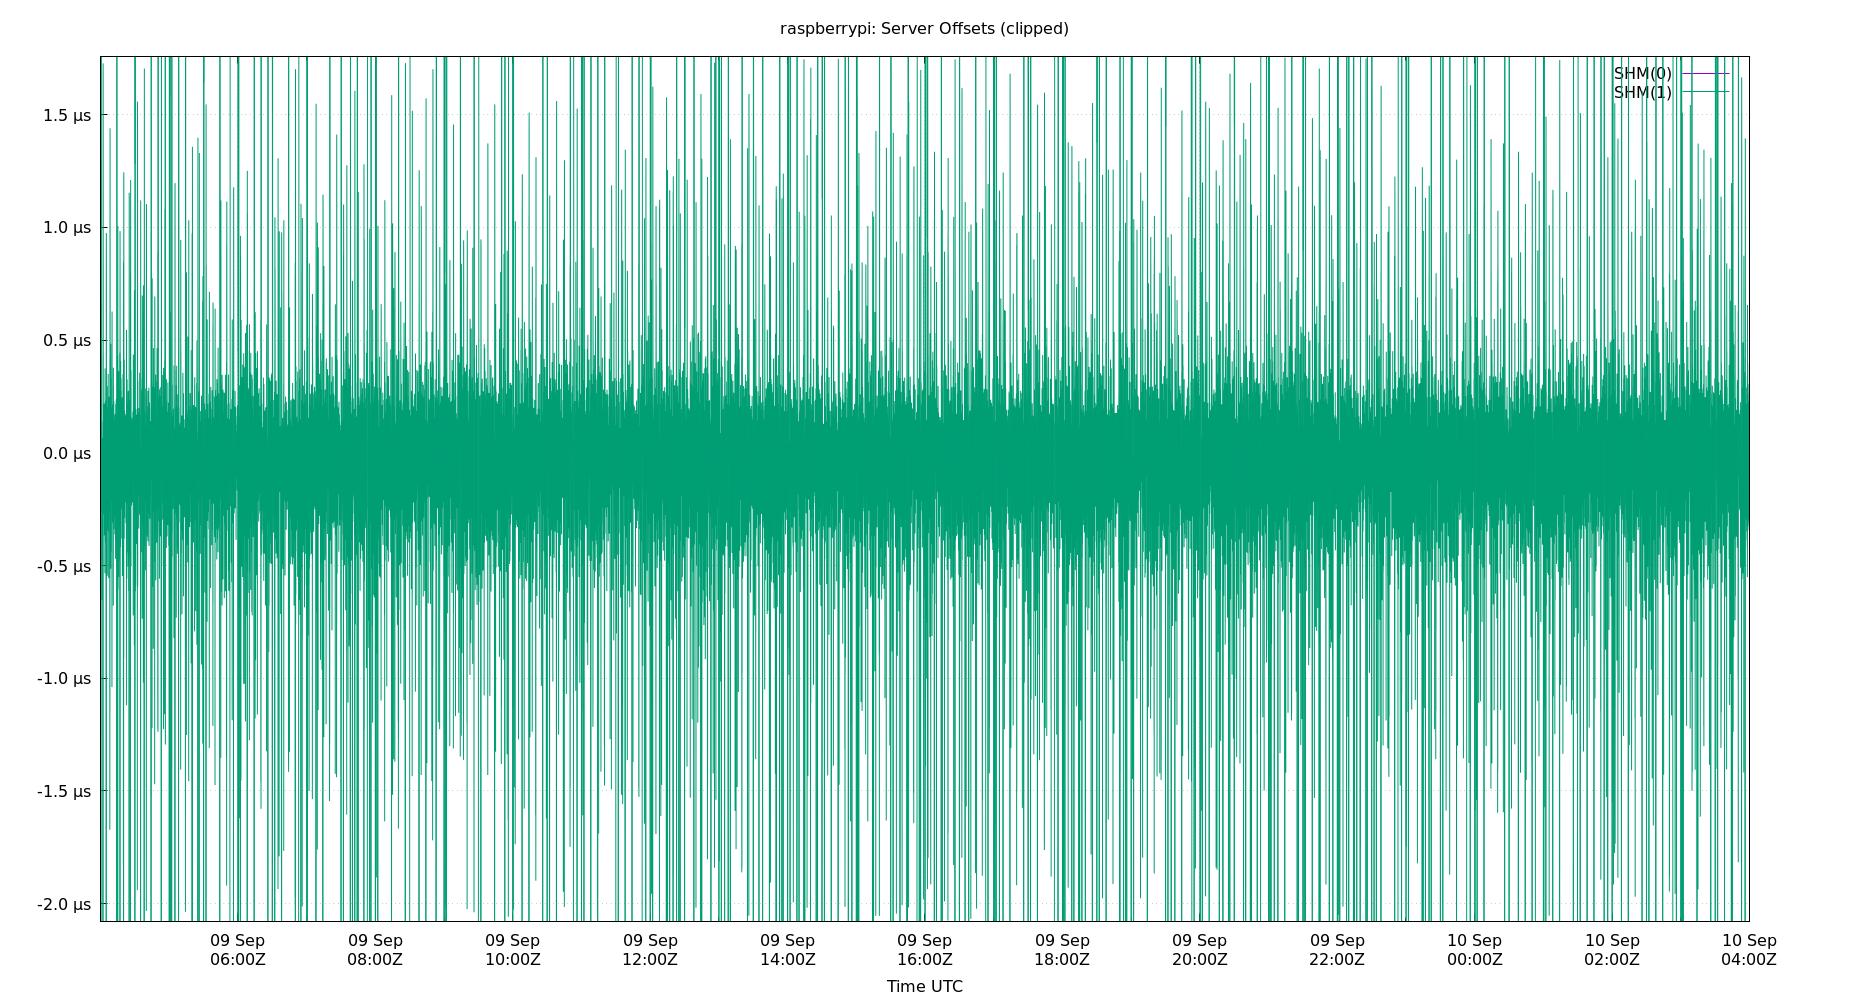 raspberrypi: Server Offsets (clipped)
SHM(0)
SHM(1)
1.5 µs
1.0 µs
0.5 µs
0.0 µs
-0.5 µs
-1.0 µs
-1.5 µs
-2.0 µs
09 Sep 09 Sep 09 Sep 09 Sep 09 Sep 09 Sep 09 Sep 09 Sep 09 Sep 10 Sep 10 Sep 10 Sep
06:00Z 08:00Z 10:00Z 12:00Z 14:00Z 16:00Z 18:00Z 20:00Z 22:00Z 00:00Z 02:00Z 04:00Z
Time UTC